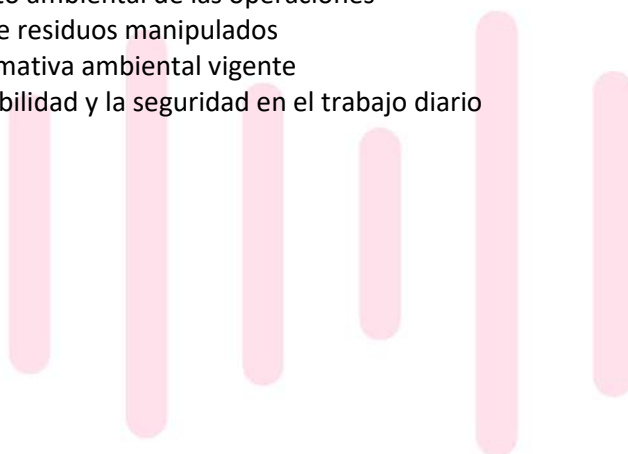 ambiental de las operaciones
e residuos manipulados
mativa ambiental vigente
bilidad y la seguridad en el trabajo diario